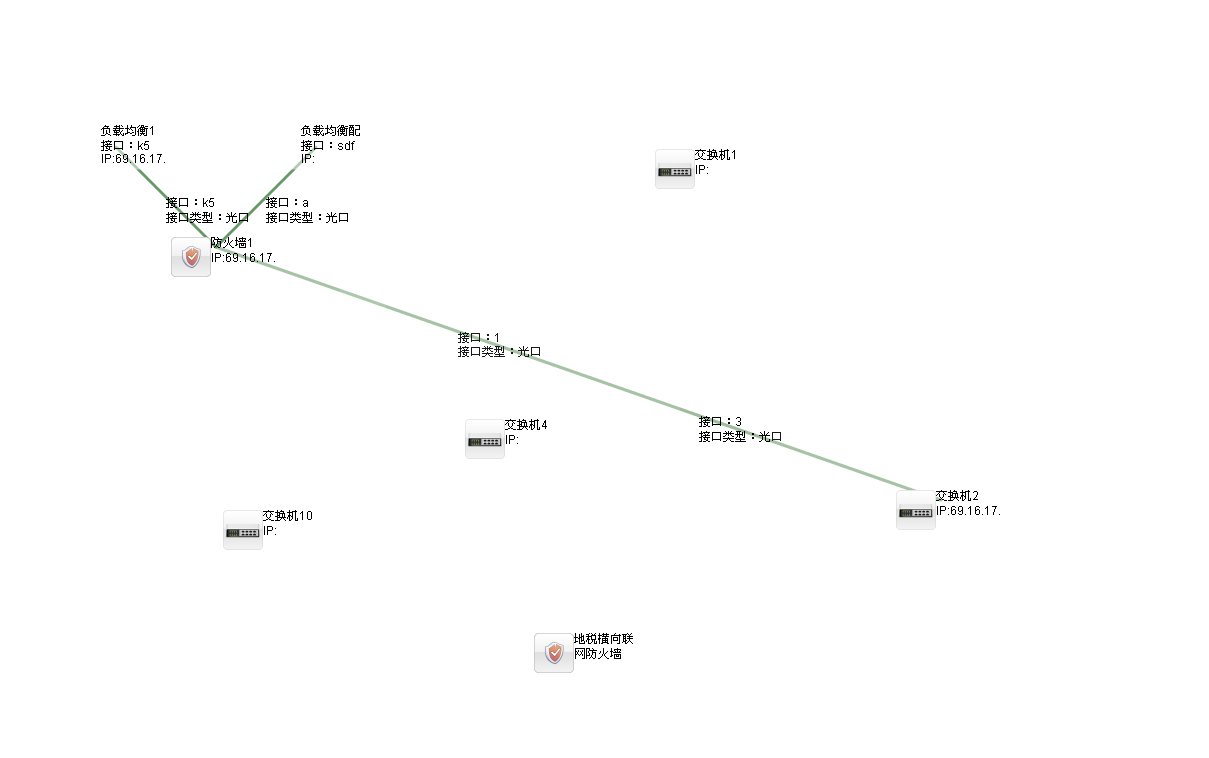 负载均衡1
接口：k5
IP:69.16.17.
负载均衡配
接口：sdf
IP:
交换机1
IP:
接口：k5
接口类型：光口
接口：a
接口类型：光口
防火墙1
IP:69.16.17.
接口：1
接口类型：光口
接口：3
接口类型：光口
交换机4
IP:
交换机2
IP:69.16.17.
交换机10
IP:
地税横向联
网防火墙